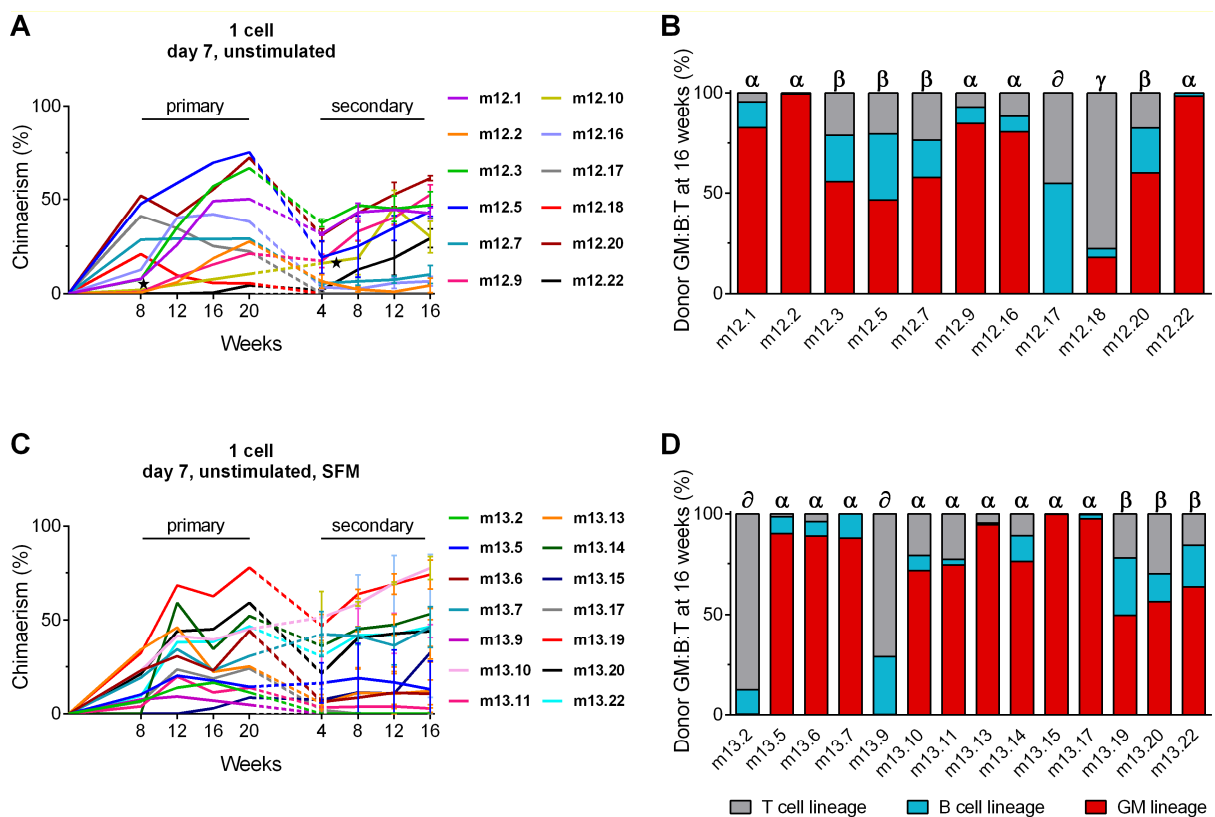 A
1 cell
day 7, unstimulated
primary
secondary
Chimaerism (%)
100
50
0
8 12 16 20 4 8 12 16
Weeks
m12.1 m12.10
m12.2 m12.16
m12.3 m12.17
m12.5 m12.18
m12.7 m12.20
m12.9 m12.22
B
Donor GM:B:T at 16 weeks (%)
100
50
0
α α β β β α α ∂ γ β α
m12.1 m12.2 m12.3 m12.5 m12.7 m12.9 m12.16 m12.17 m12.18 m12.20 m12.22
C
1 cell
day 7, unstimulated, SFM
primary
secondary
Chimaerism (%)
100
50
0
8 12 16 20 4 8 12 16
Weeks
m13.2 m13.13
m13.5 m13.14
m13.6 m13.15
m13.7 m13.17
m13.9 m13.19
m13.10 m13.20
m13.11 m13.22
D
Donor GM:B:T at 16 weeks (%)
100
50
0
∂ α α α ∂ α α α α α α β β β
m13.2 m13.5 m13.6 m13.7 m13.9 m13.10 m13.11 m13.13 m13.14 m13.15 m13.17 m13.19 m13.20 m13.22
T cell lineage B cell lineage GM lineage